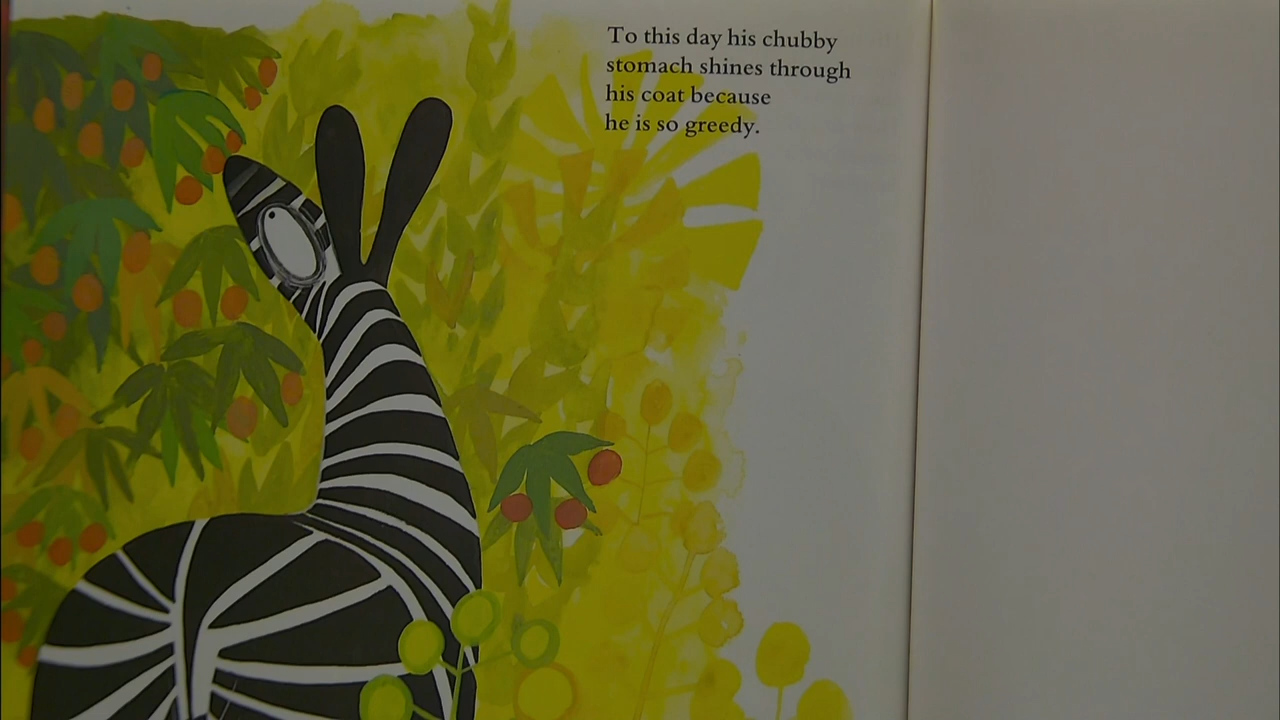 To this day his chubby
stomach shines through
his coat because
he is so greedy.